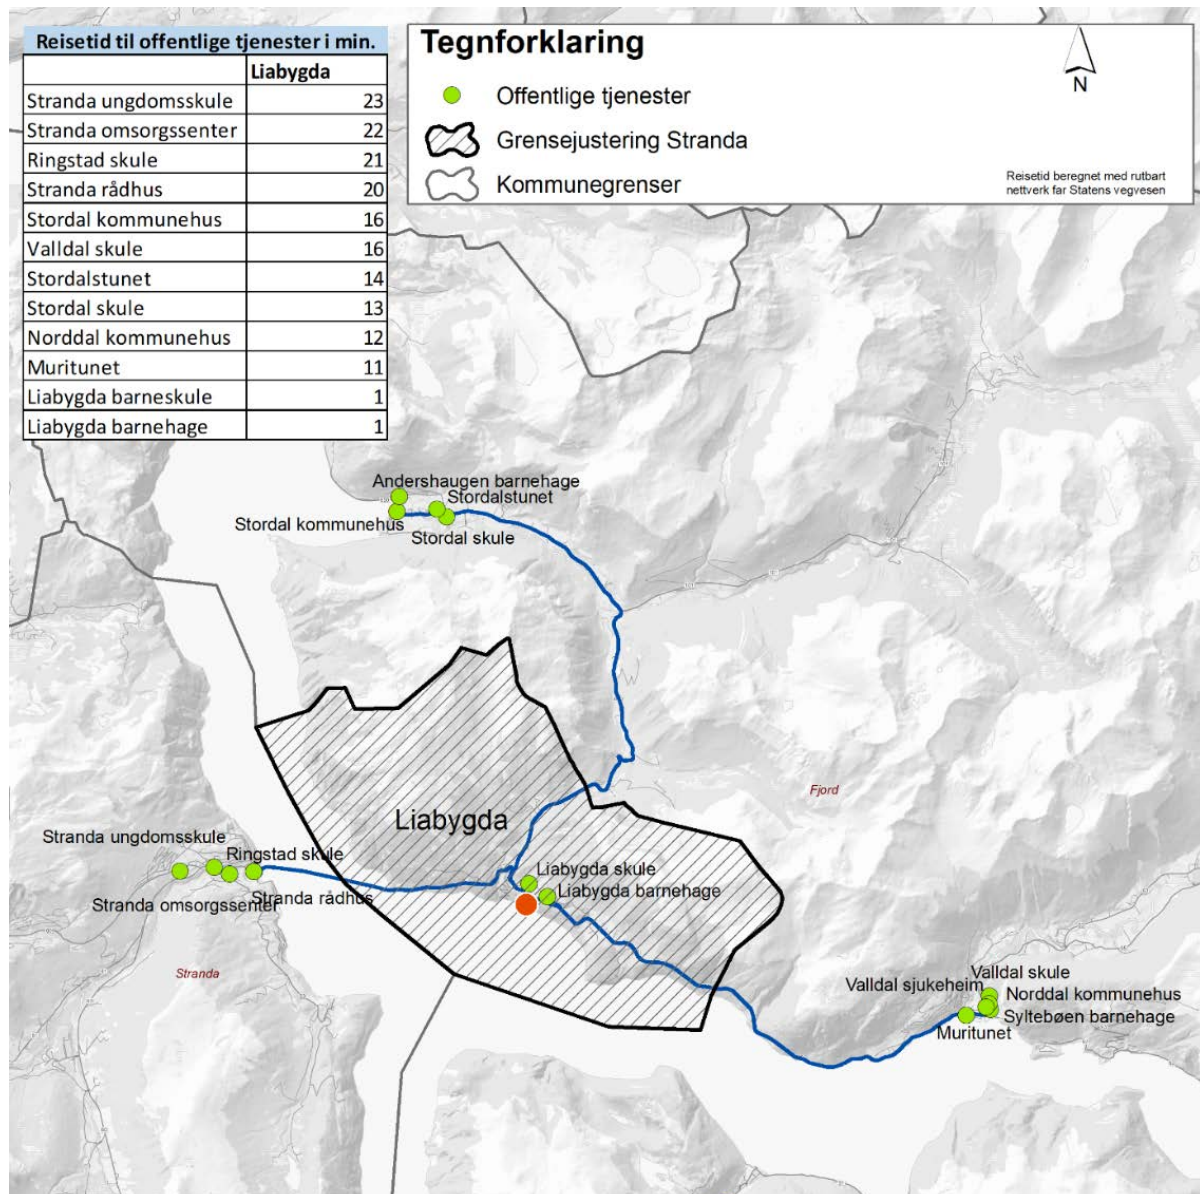 Reisetid til offentlige tjenester i min.
Liabygda
Stranda ungdomsskule 23
Stranda omsorgssenter 22
Ringstad skule 21
Stranda rådhus 20
Stordal kommunehus 16
Valldal skule 16
Stordalstunet 14
Stordal skule 13
Norddal kommunehus 12
Muritunet 11
Liabygda barneskule 1
Liabygda barnehage 1
Tegnforklaring
Offentlige tjenester
Grensejustering Stranda
Kommunegrenser
N
Reisetid beregnet med rutbart
nettverk far Statens vegvesen
Andershaugen barnehage
Stordalstunet
Stordal kommunehus
Stordal skule
Fjord
Liabygda
Stranda ungdomsskule
Ringstad skule
Liabygda skule
Liabygda barnehage
Stranda omsorgssenter
Stranda rådhus
Stranda
Valldal skule
Valldal sjukeheim
Norddal kommunehus
Syltebøen barnehage
Muritunet